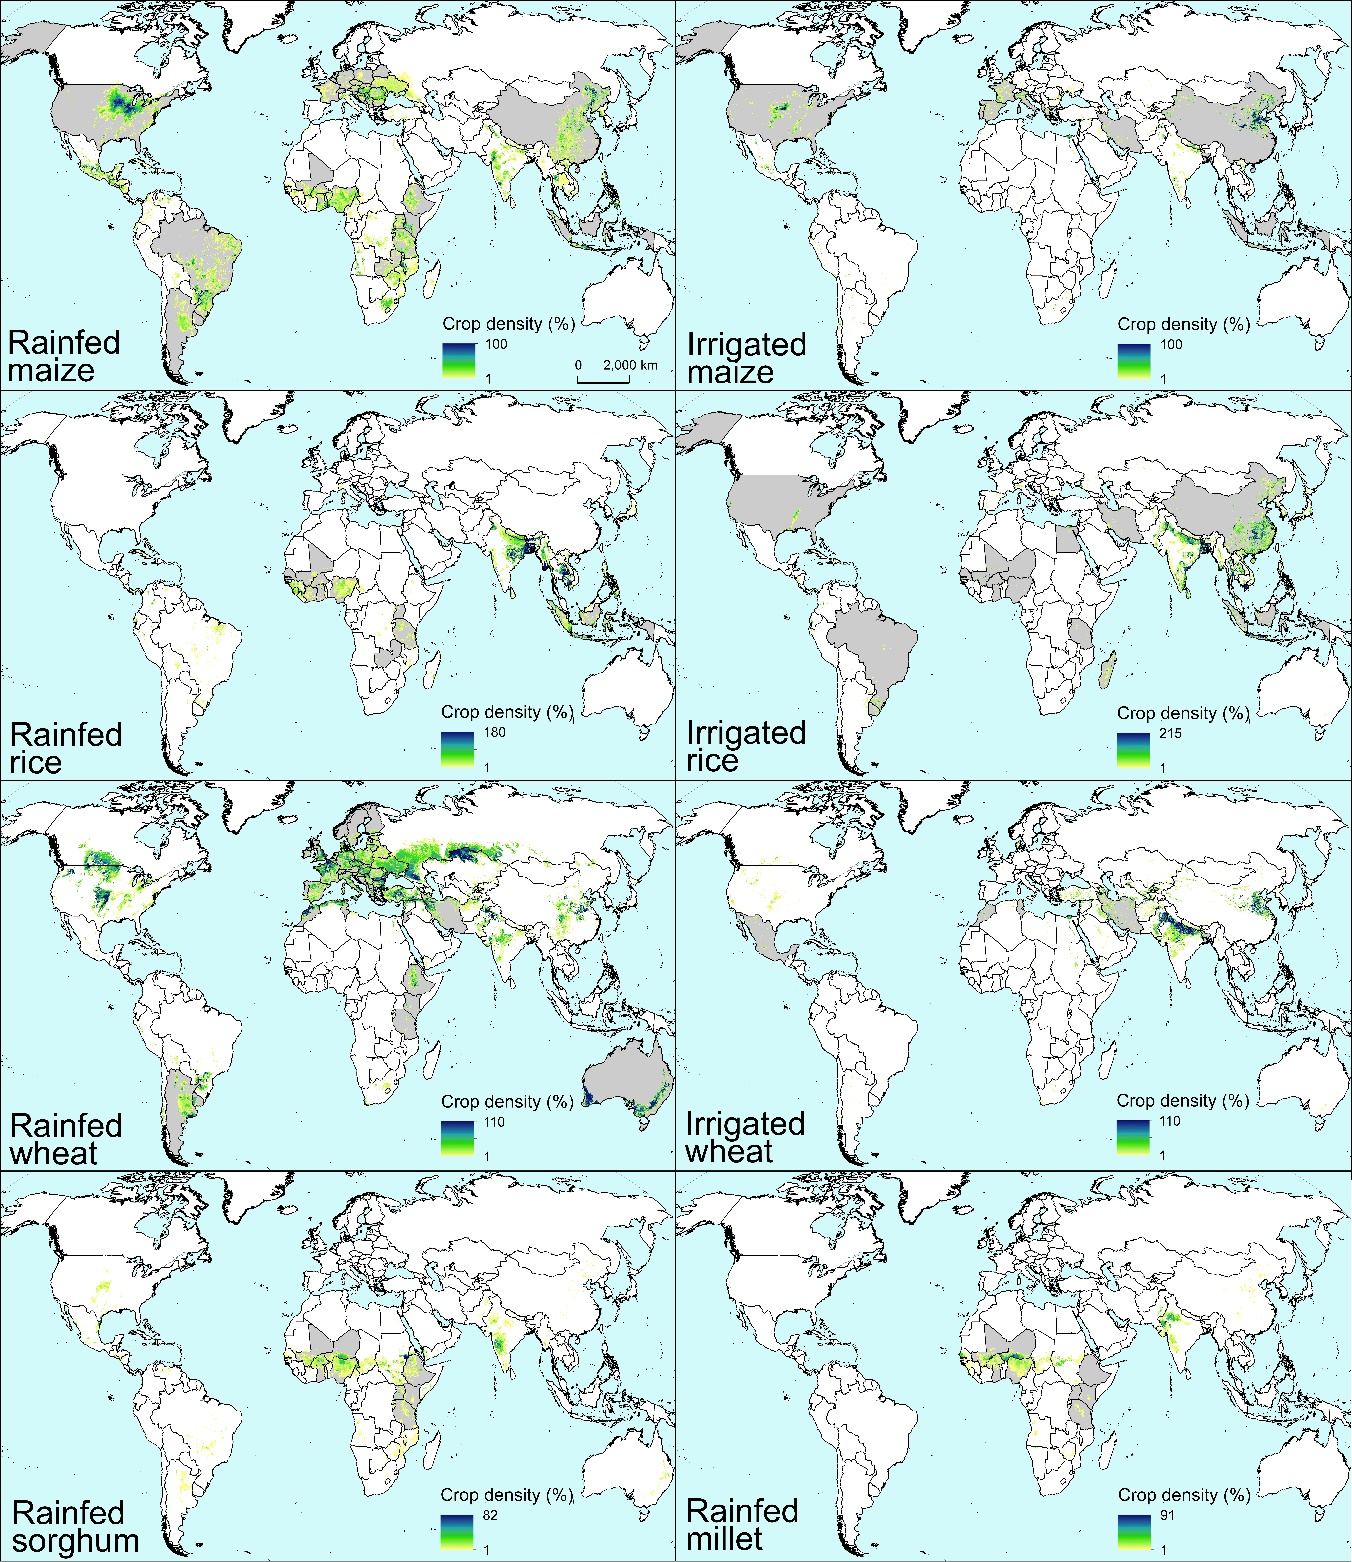 Rainfed
maize
Crop density (%)
100
1
0 2,000 km
Irrigated
maize
Crop density (%)
100
1
Rainfed
rice
Crop density (%)
180
1
Irrigated
rice
Crop density (%)
215
1
Rainfed
wheat
Crop density (%)
110
1
Irrigated
wheat
Crop density (%)
110
1
Rainfed
sorghum
Crop density (%)
82
1
Rainfed
millet
Crop density (%)
91
1